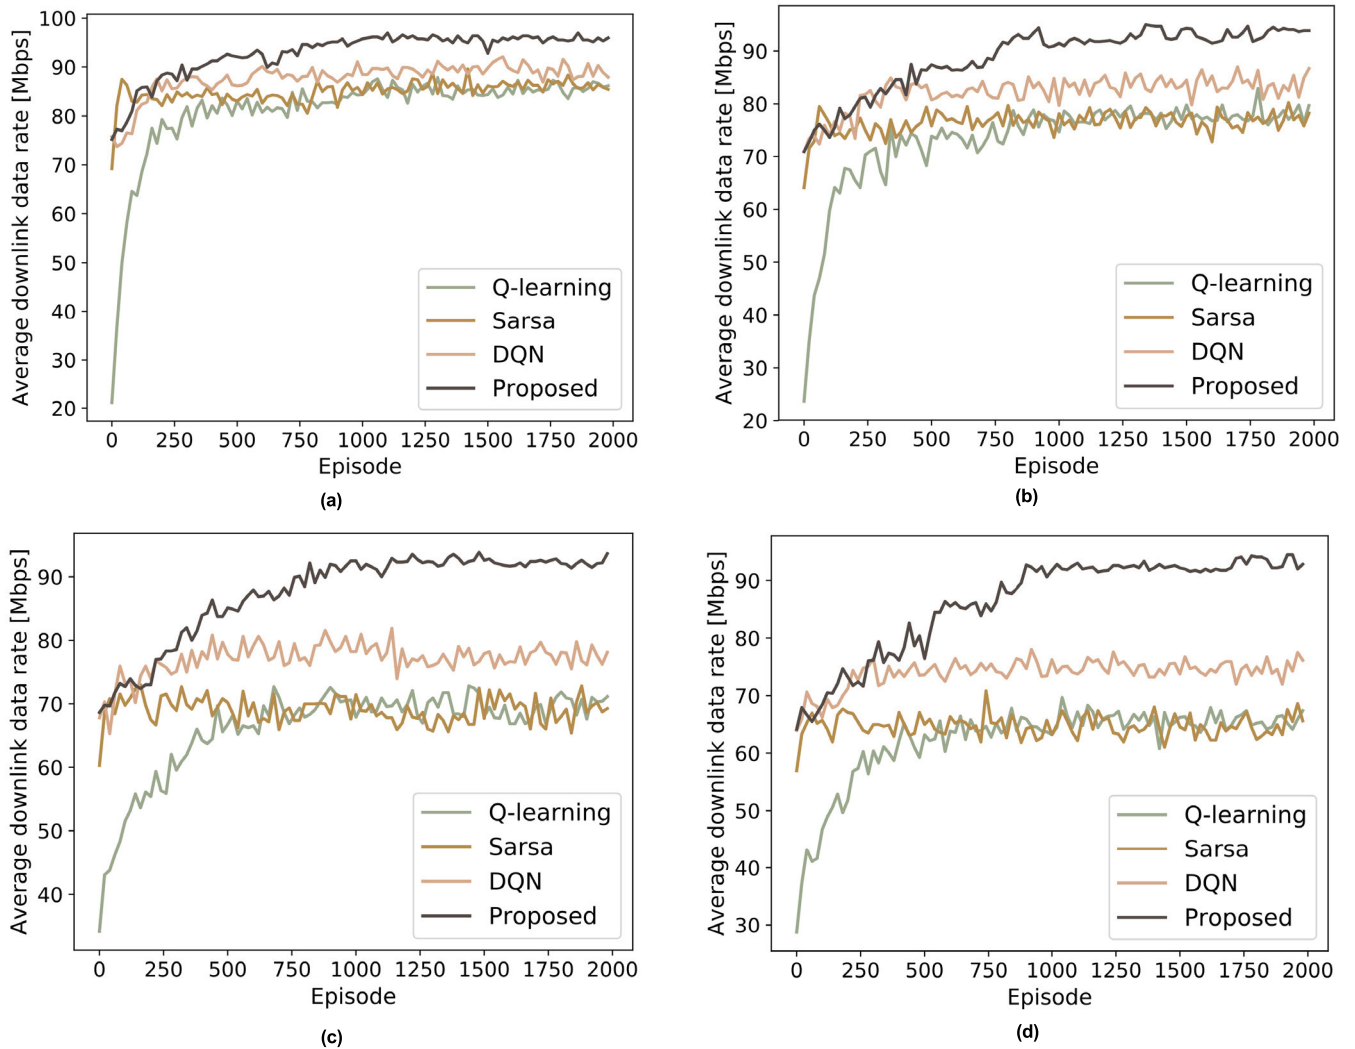 Average downlink data rate [Mbps]
100
90
80
70
60
50
40
30
20
0 250 500 750 1000 1250 1500 1750 2000
Episode
Q-learning
Sarsa
DQN
Proposed
(a)
Average downlink data rate [Mbps]
90
80
70
60
50
40
30
20
0 250 500 750 1000 1250 1500 1750 2000
Episode
Q-learning
Sarsa
DQN
Proposed
(b)
Average downlink data rate [Mbps]
90
80
70
60
50
40
0 250 500 750 1000 1250 1500 1750 2000
Episode
Q-learning
Sarsa
DQN
Proposed
(c)
Average downlink data rate [Mbps]
90
80
70
60
50
40
30
0 250 500 750 1000 1250 1500 1750 2000
Episode
Q-learning
Sarsa
DQN
Proposed
(d)